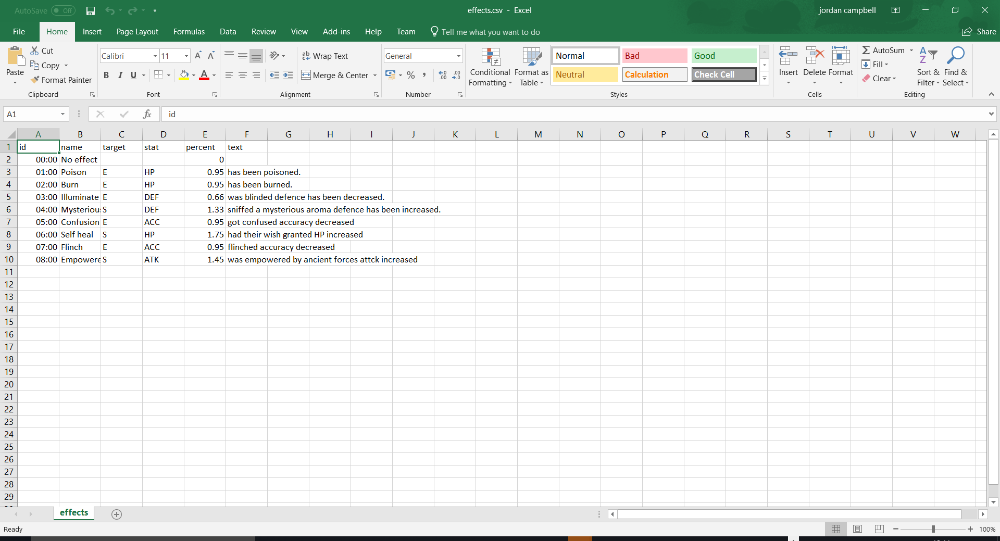 AutoSave Off effects.csv - Excel jordan campbell
File Home Insert Page Layout Formulas Data Review View Add-ins Help Team Tell me what you want to do Share
Paste Cut Copy Format Painter Clipboard
Calibri 11 A A B I U A Font
ab Wrap Text Merge & Center Alignment
General % , .00 .0 Number
Conditional Formatting Format as Table Normal Bad Good Neutral Calculation Check Cell Styles
Insert Delete Format Cells
AutoSum Fill Clear Sort & Filter Find & Select Editing
A1 fx id
A B C D E F G H I J K L M N O P Q R S T U V W
1 id name target stat percent text
2 00:00 No effect 0
3 01:00 Poison E HP 0.95 has been poisoned.
4 02:00 Burn E HP 0.95 has been burned.
5 03:00 Illuminate E DEF 0.66 was blinded defence has been decreased.
6 04:00 Mysterious S DEF 1.33 sniffed a mysterious aroma defence has been increased.
7 05:00 Confusion E ACC 0.95 got confused accuracy decreased
8 06:00 Self heal S HP 1.75 had their wish granted HP increased
9 07:00 Flinch E ACC 0.95 flinched accuracy decreased
10 08:00 Empowere S ATK 1.45 was empowered by ancient forces attck increased
11
12
13
14
15
16
17
18
19
20
21
22
23
24
25
26
27
28
29
effects
Ready 100%